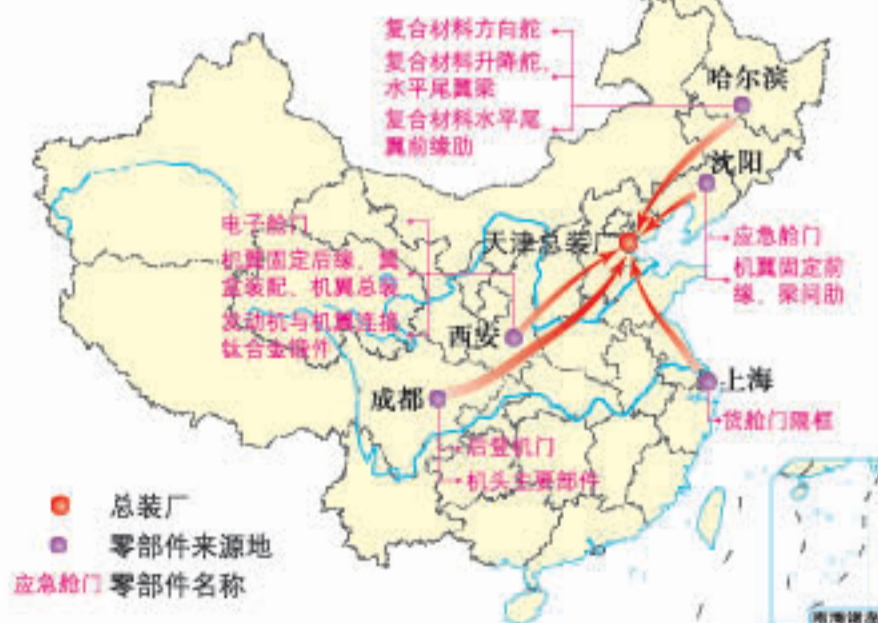 复合材料方向舵
复合材料升降舵、
水平尾翼梁
复合材料水平尾
翼前缘肋
哈尔滨
沈阳
电子舱门
天津总装厂
应急舱门
机翼固定后缘、翼
盒装配、机翼总装
机翼固定前
缘、梁间肋
发动机与机翼连接
钛合金锻件
西安
成都
上海
货舱门隔框
后登机门
机头主要部件
总装厂
零部件来源地
应急舱门 零部件名称
南海诸岛